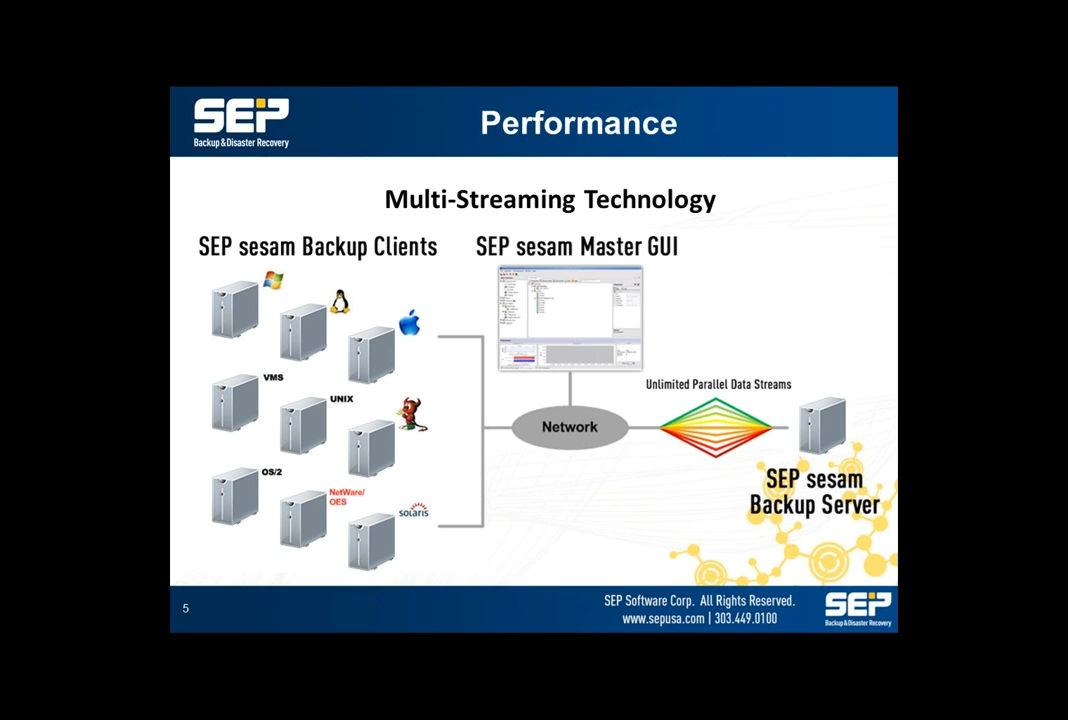 SEP
Backup & Disaster Recovery
Performance
Multi-Streaming Technology
SEP sesam Backup Clients
SEP sesam Master GUI
VMS
UNIX
OS/2
NetWare/
OES
solaris
Network
Unlimited Parallel Data Streams
SEP sesam
Backup Server
5
SEP Software Corp. All Rights Reserved.
www.sepusa.com | 303.449.0100
SEP
Backup & Disaster Recovery